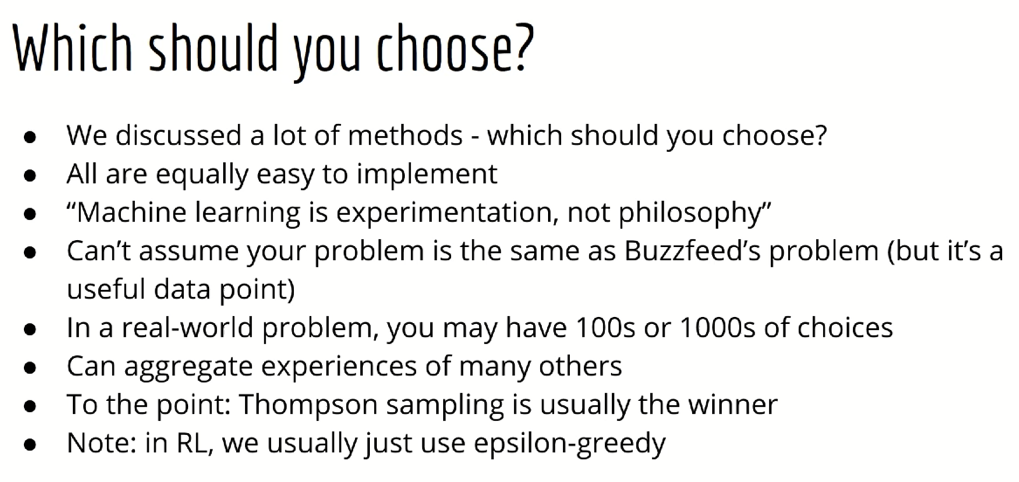 Which should you choose?
● We discussed a lot of methods - which should you choose?
● All are equally easy to implement
● “Machine learning is experimentation, not philosophy”
● Can’t assume your problem is the same as Buzzfeed’s problem (but it’s a
useful data point)
● In a real-world problem, you may have 100s or 1000s of choices
● Can aggregate experiences of many others
● To the point: Thompson sampling is usually the winner
● Note: in RL, we usually just use epsilon-greedy